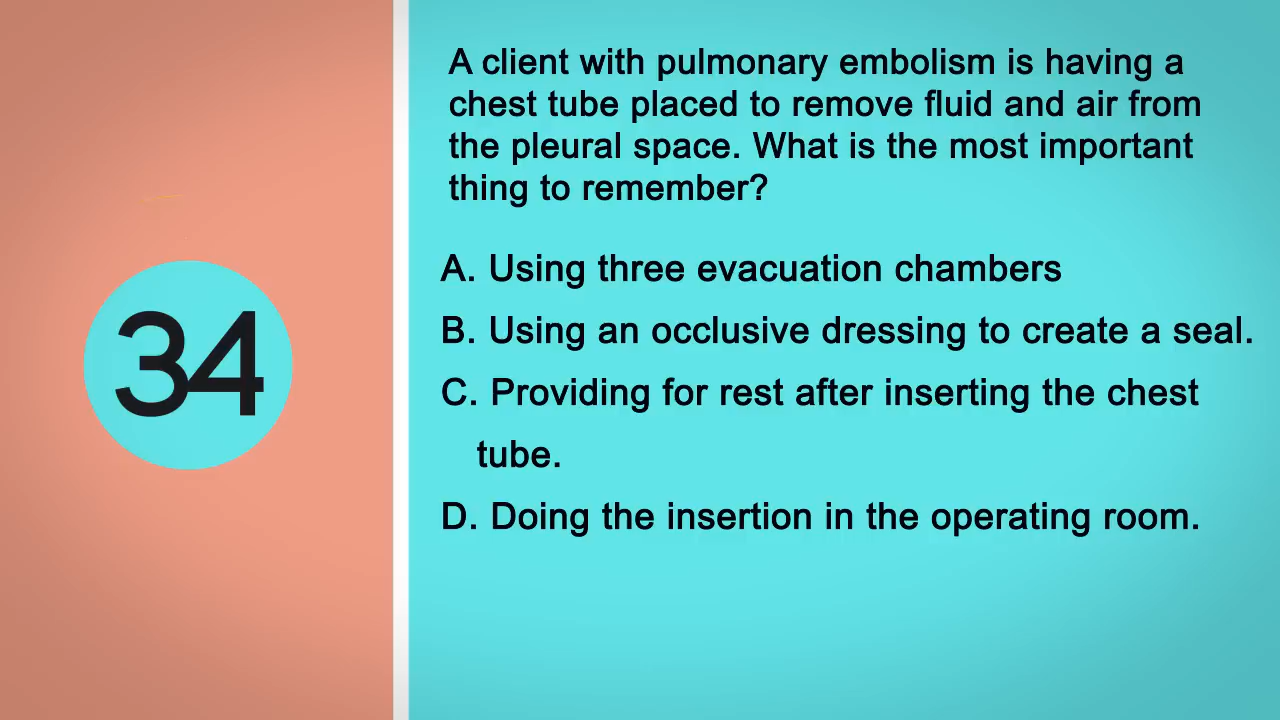 34
A client with pulmonary embolism is having a
chest tube placed to remove fluid and air from
the pleural space. What is the most important
thing to remember?
A. Using three evacuation chambers
B. Using an occlusive dressing to create a seal.
C. Providing for rest after inserting the chest
tube.
D. Doing the insertion in the operating room.